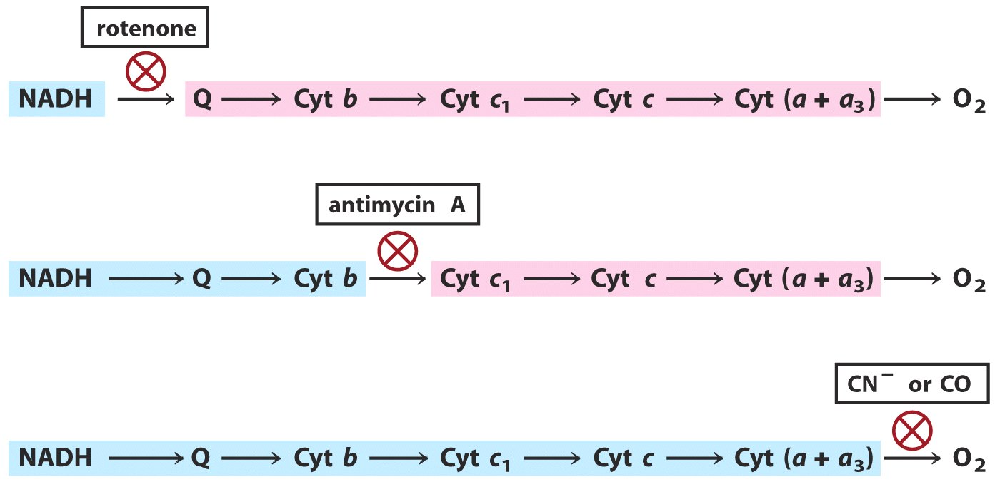 rotenone
NADH → Q → Cyt b → Cyt c₁ → Cyt c → Cyt (a + a₃) → O₂
antimycin A
NADH → Q → Cyt b → Cyt c₁ → Cyt c → Cyt (a + a₃) → O₂
CN⁻ or CO
NADH → Q → Cyt b → Cyt c₁ → Cyt c → Cyt (a + a₃) → O₂